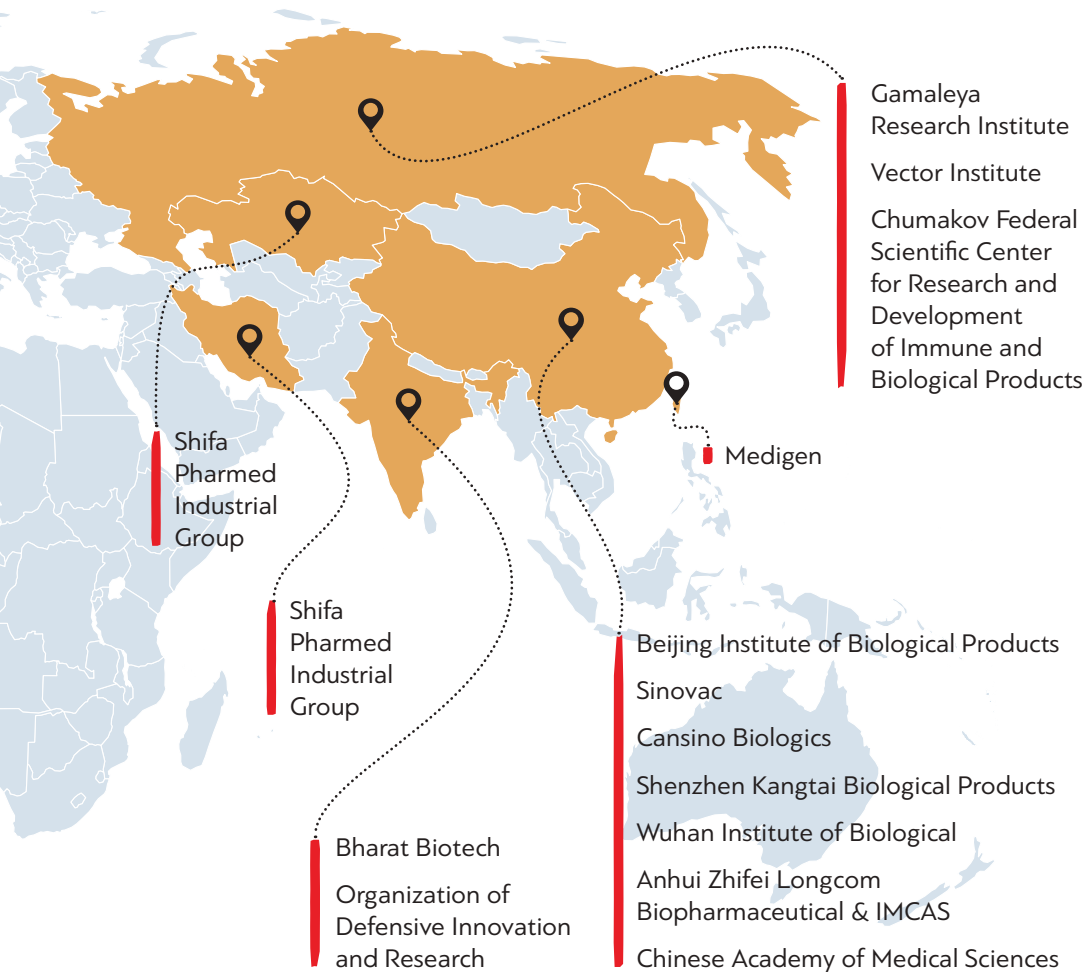 Gamaleya
Research Institute
Vector Institute
Chumakov Federal
Scientific Center
for Research and
Development
of Immune and
Biological Products
Medigen
Shifa
Pharmed
Industrial
Group
Shifa
Pharmed
Industrial
Group
Bharat Biotech
Organization of
Defensive Innovation
and Research
Beijing Institute of Biological Products
Sinovac
Cansino Biologics
Shenzhen Kangtai Biological Products
Wuhan Institute of Biological
Anhui Zhifei Longcom
Biopharmaceutical & IMCAS
Chinese Academy of Medical Sciences